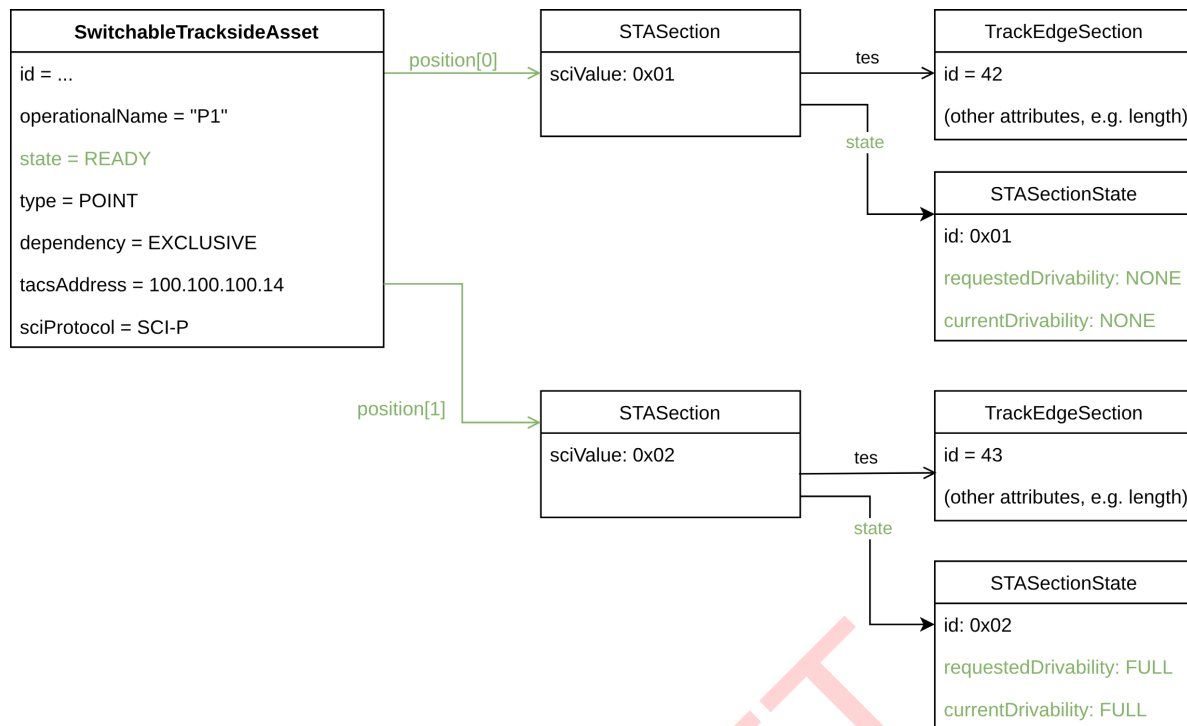 SwitchableTracksideAsset
id = ...
operationalName = "P1"
state = READY
type = POINT
dependency = EXCLUSIVE
tacsAddress = 100.100.100.14
sciProtocol = SCI-P
position[0]
STASection
sciValue: 0x01
tes
TrackEdgeSection
id = 42
(other attributes, e.g. length)
state
STASectionState
id: 0x01
requestedDrivability: NONE
currentDrivability: NONE
position[1]
STASection
sciValue: 0x02
tes
TrackEdgeSection
id = 43
(other attributes, e.g. length)
state
STASectionState
id: 0x02
requestedDrivability: FULL
currentDrivability: FULL